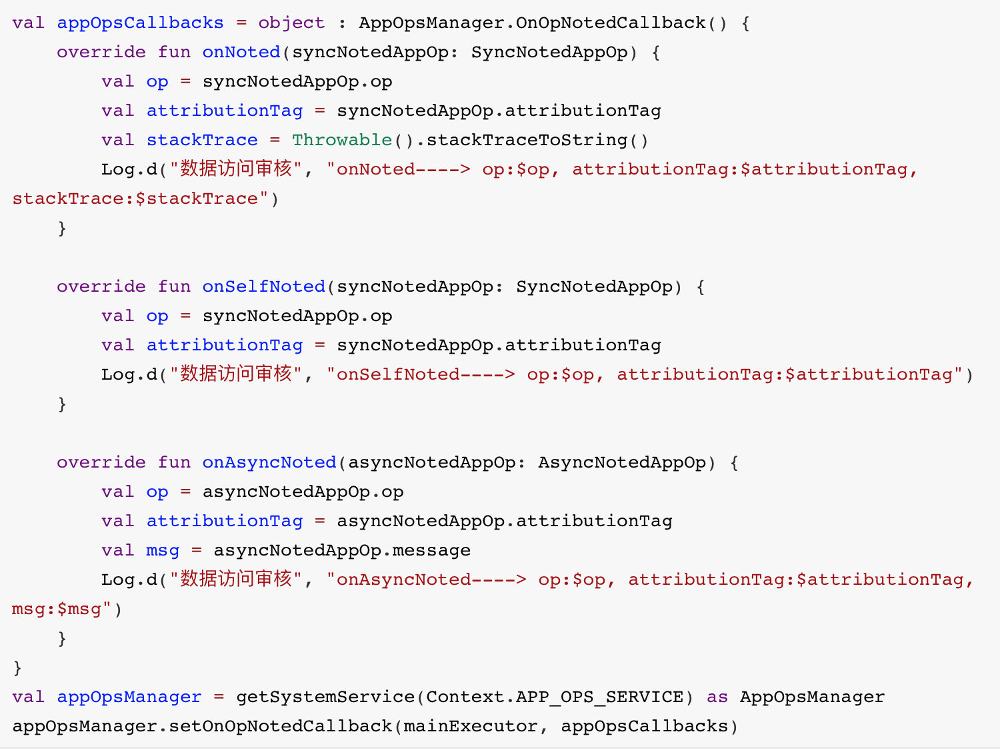 val appOpsCallbacks = object : AppOpsManager.OnOpNotedCallback() {
    override fun onNoted(syncNotedAppOp: SyncNotedAppOp) {
        val op = syncNotedAppOp.op
        val attributionTag = syncNotedAppOp.attributionTag
        val stackTrace = Throwable().stackTraceToString()
        Log.d("数据访问审核", "onNoted----> op:$op, attributionTag:$attributionTag,
stackTrace:$stackTrace")
    }

    override fun onSelfNoted(syncNotedAppOp: SyncNotedAppOp) {
        val op = syncNotedAppOp.op
        val attributionTag = syncNotedAppOp.attributionTag
        Log.d("数据访问审核", "onSelfNoted----> op:$op, attributionTag:$attributionTag")
    }

    override fun onAsyncNoted(asyncNotedAppOp: AsyncNotedAppOp) {
        val op = asyncNotedAppOp.op
        val attributionTag = asyncNotedAppOp.attributionTag
        val msg = asyncNotedAppOp.message
        Log.d("数据访问审核", "onAsyncNoted----> op:$op, attributionTag:$attributionTag,
msg:$msg")
    }
}
val appOpsManager = getSystemService(Context.APP_OPS_SERVICE) as AppOpsManager
appOpsManager.setOnOpNotedCallback(mainExecutor, appOpsCallbacks)